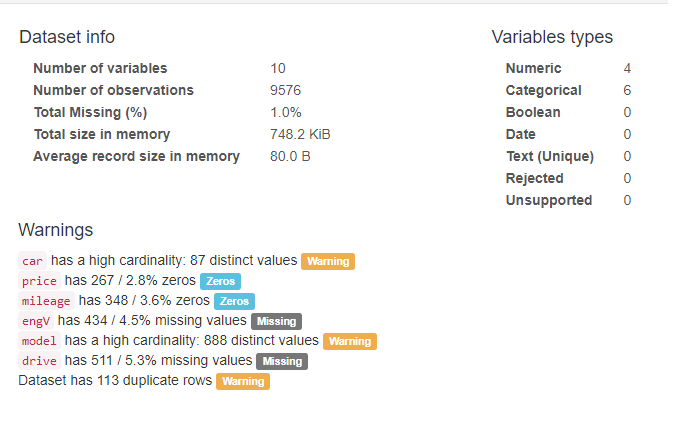 Dataset info
Number of variables 10
Number of observations 9576
Total Missing (%) 1.0%
Total size in memory 748.2 KiB
Average record size in memory 80.0 B
Variables types
Numeric 4
Categorical 6
Boolean 0
Date 0
Text (Unique) 0
Rejected 0
Unsupported 0
Warnings
car has a high cardinality: 87 distinct values Warning
price has 267 / 2.8% zeros Zeros
mileage has 348 / 3.6% zeros Zeros
engV has 434 / 4.5% missing values Missing
model has a high cardinality: 888 distinct values Warning
drive has 511 / 5.3% missing values Missing
Dataset has 113 duplicate rows Warning